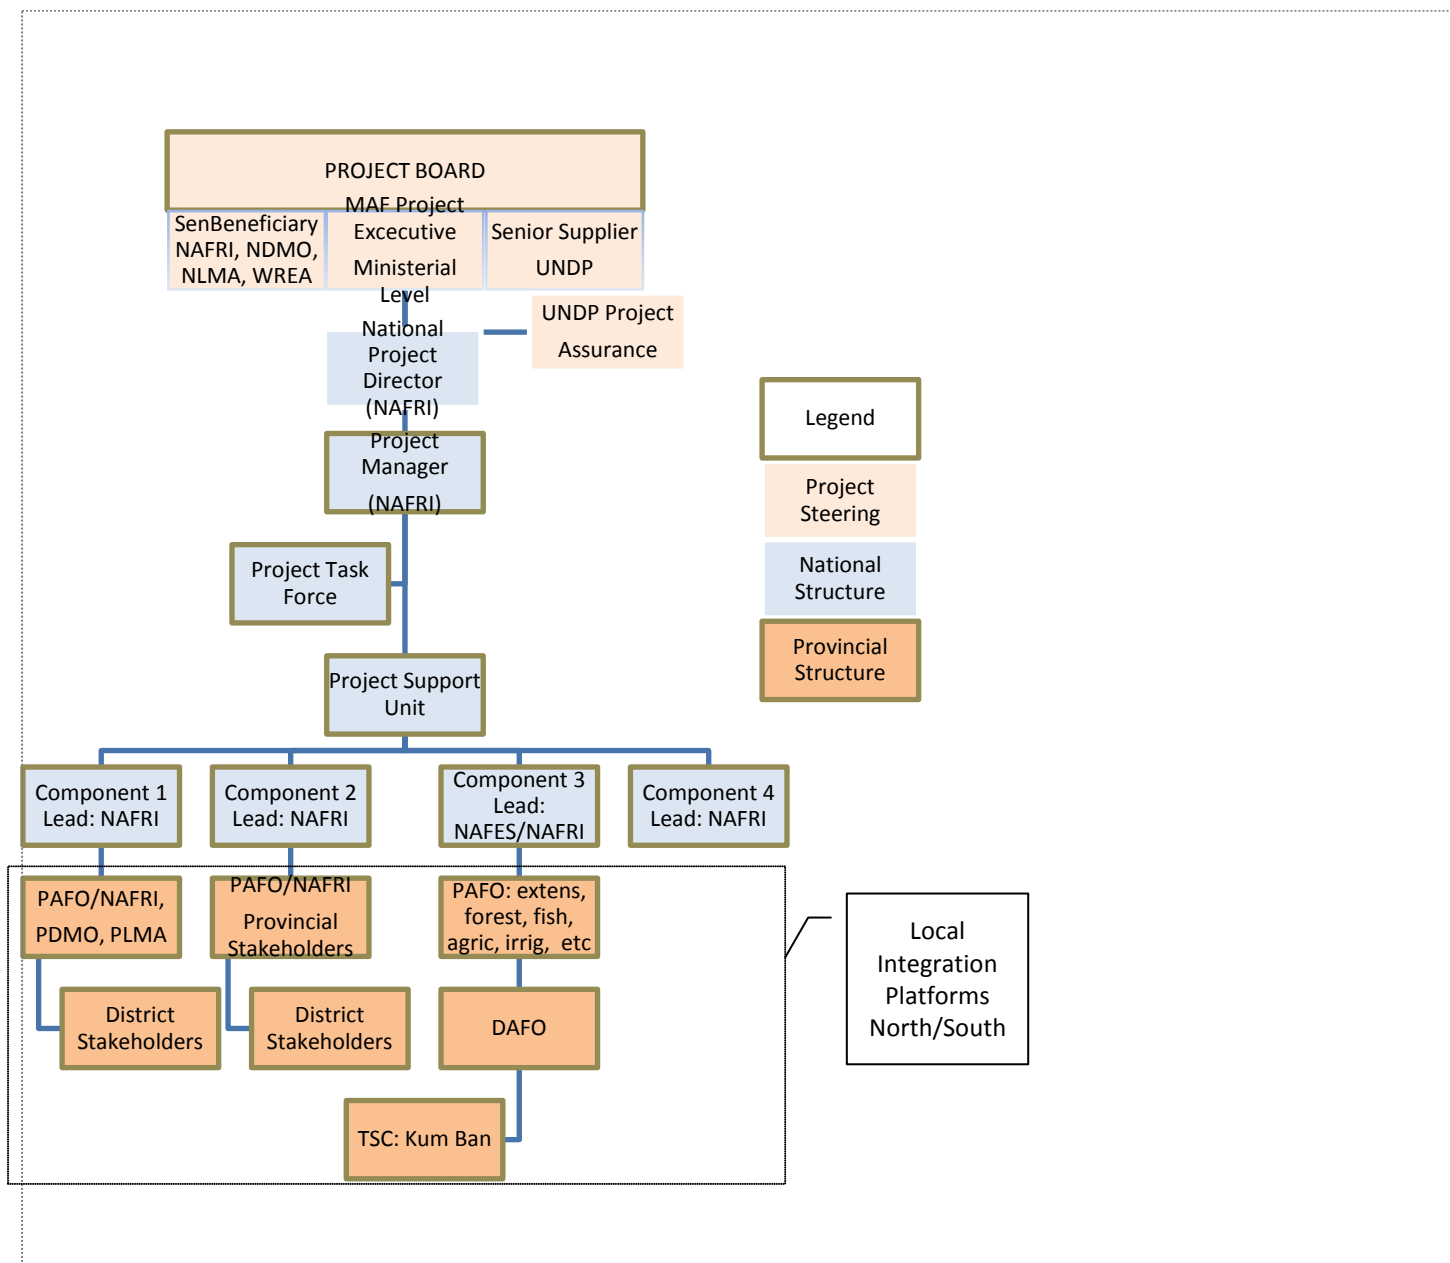 PROJECT BOARD
SenBeneficiary
NAFRI, NDMO,
NLMA, WREA
MAF Project
Excecutive
Ministerial
Level
Senior Supplier
UNDP
UNDP Project
Assurance
National
Project
Director
(NAFRI)
Project
Manager
(NAFRI)
Legend
Project
Steering
National
Structure
Provincial
Structure
Project Task
Force
Project Support
Unit
Component 1
Lead: NAFRI
Component 2
Lead: NAFRI
Component 3
Lead:
NAFES/NAFRI
Component 4
Lead: NAFRI
PAFO/NAFRI,
PDMO, PLMA
PAFO/NAFRI
Provincial
Stakeholders
PAFO: extens,
forest, fish,
agric, irrig, etc
Local
Integration
Platforms
North/South
District
Stakeholders
District
Stakeholders
DAFO
TSC: Kum Ban